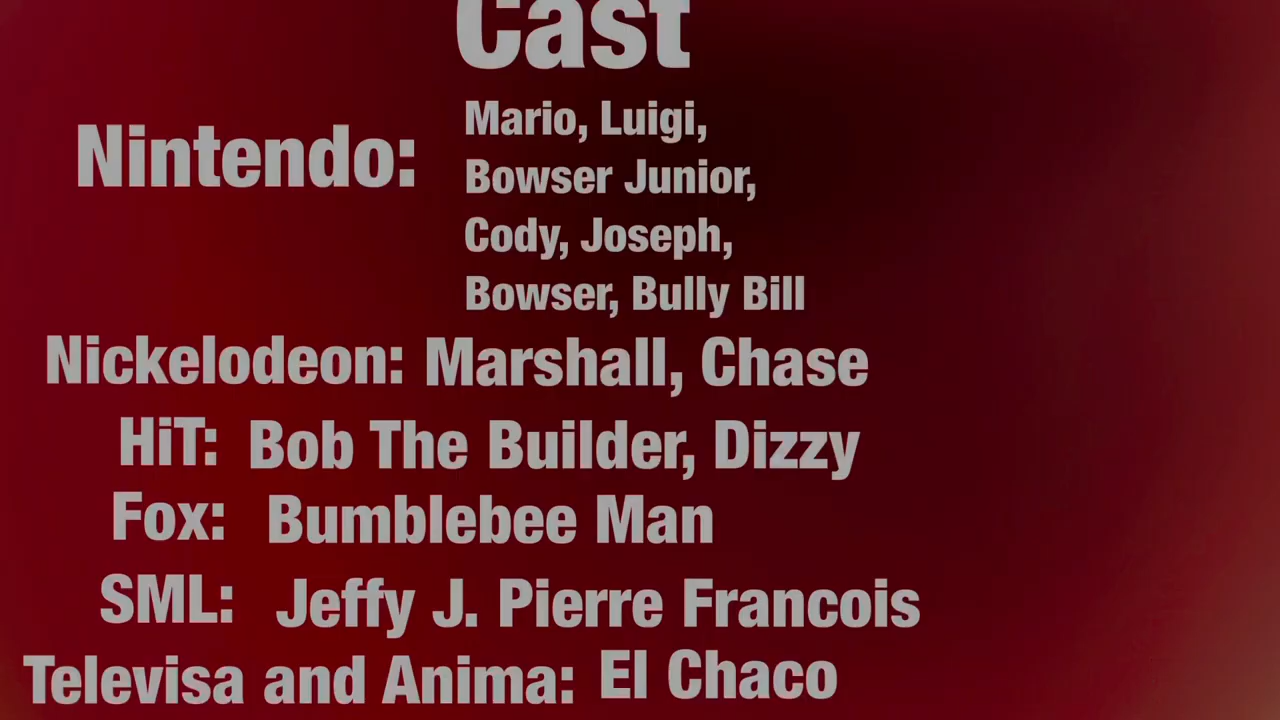 Cast
Nintendo:
Mario, Luigi,
Bowser Junior,
Cody, Joseph,
Bowser, Bully Bill
Nickelodeon: Marshall, Chase
HiT: Bob The Builder, Dizzy
Fox: Bumblebee Man
SML: Jeffy J. Pierre Francois
Televisa and Anima: El Chaco